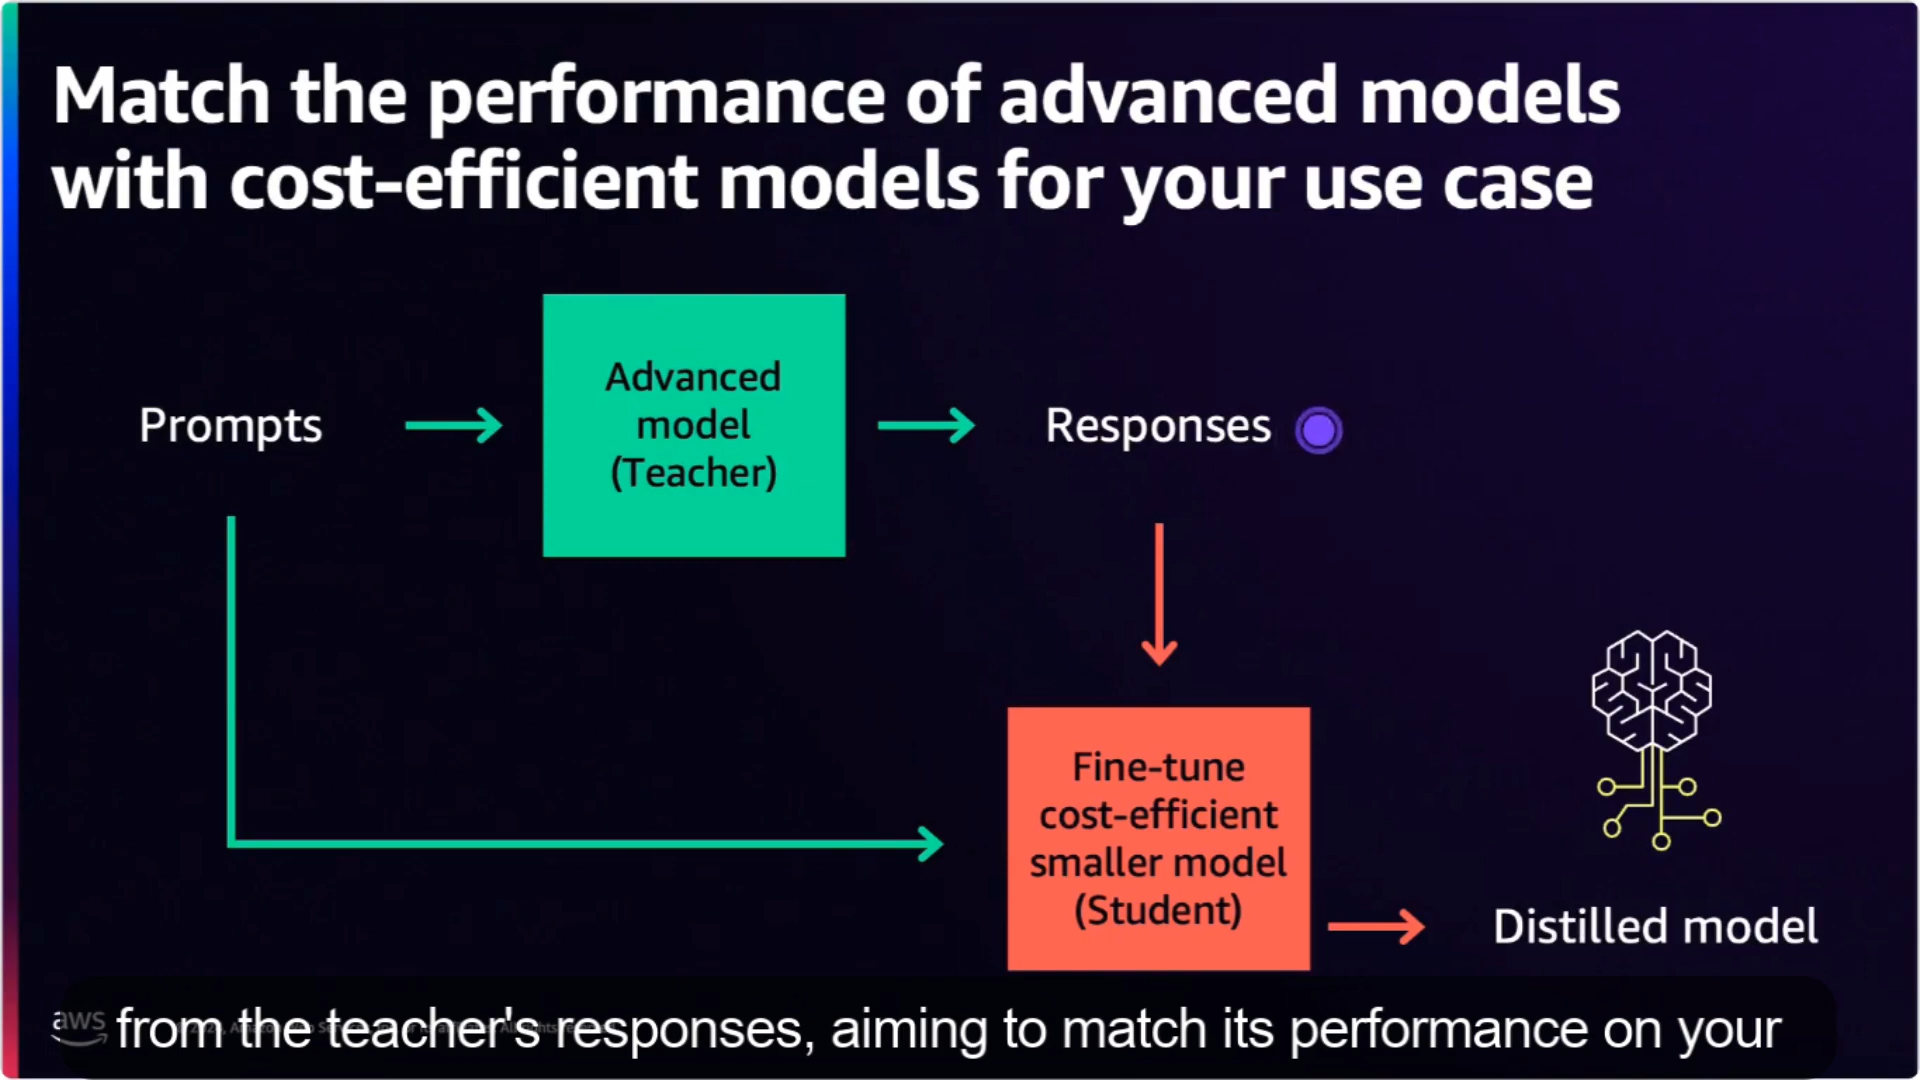 Match the performance of advanced models
with cost-efficient models for your use case
Prompts
Advanced
model
(Teacher)
Responses
Fine-tune
cost-efficient
smaller model
(Student)
Distilled model
aws
from the teacher's responses, aiming to match its performance on your